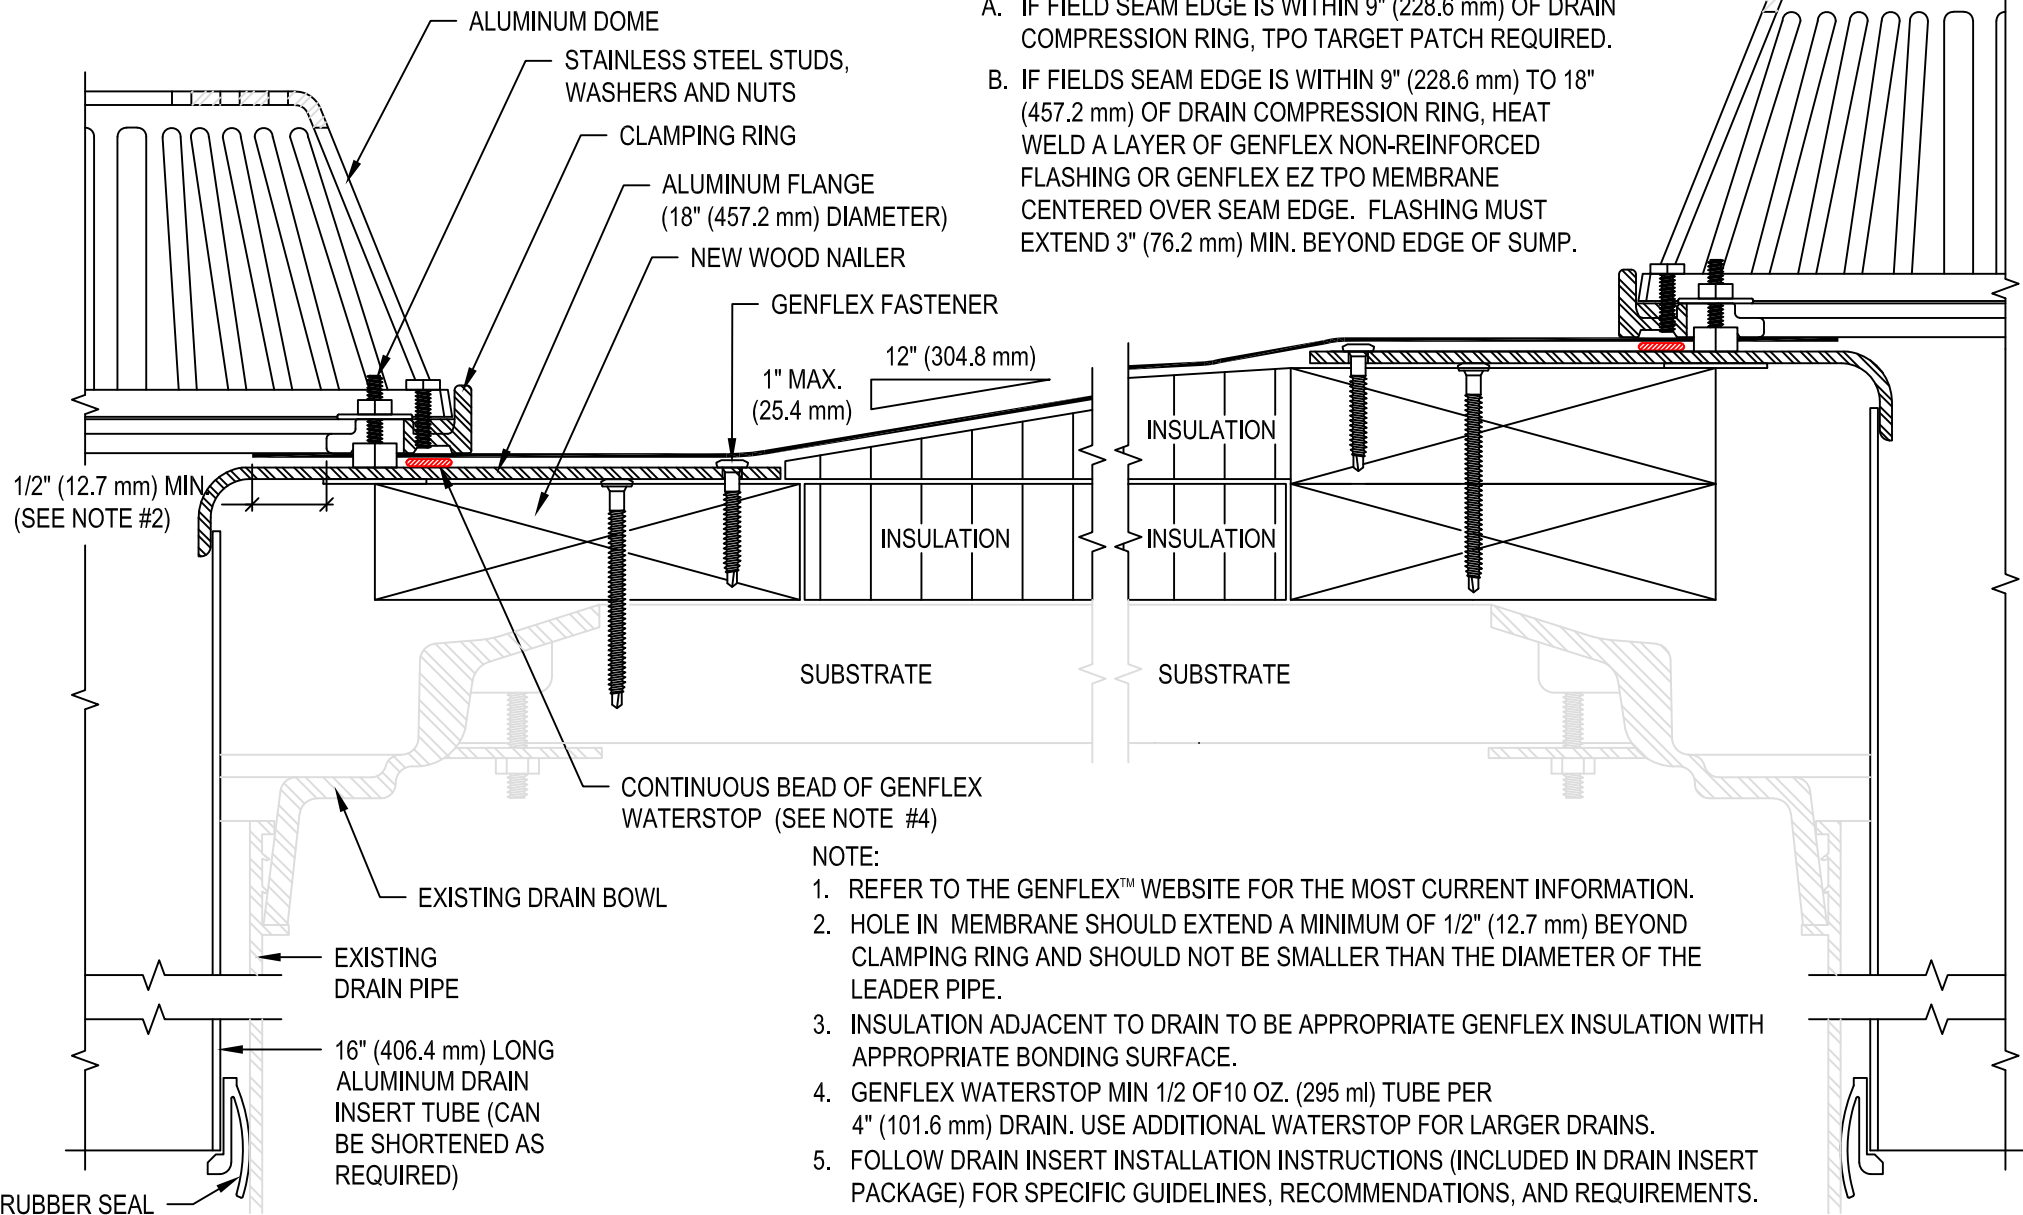 A. IF FIELD SEAM EDGE IS WITHIN 9" (228.6 mm) OF DRAIN
COMPRESSION RING, TPO TARGET PATCH REQUIRED.
B. IF FIELDS SEAM EDGE IS WITHIN 9" (228.6 mm) TO 18"
(457.2 mm) OF DRAIN COMPRESSION RING, HEAT
WELD A LAYER OF GENFLEX NON-REINFORCED
FLASHING OR GENFLEX EZ TPO MEMBRANE
CENTERED OVER SEAM EDGE. FLASHING MUST
EXTEND 3" (76.2 mm) MIN. BEYOND EDGE OF SUMP.
ALUMINUM DOME
STAINLESS STEEL STUDS,
WASHERS AND NUTS
CLAMPING RING
ALUMINUM FLANGE
(18" (457.2 mm) DIAMETER)
NEW WOOD NAILER
GENFLEX FASTENER
12" (304.8 mm)
1" MAX.
(25.4 mm)
INSULATION
1/2" (12.7 mm) MIN.
(SEE NOTE #2)
INSULATION
INSULATION
SUBSTRATE
SUBSTRATE
CONTINUOUS BEAD OF GENFLEX
WATERSTOP (SEE NOTE #4)
EXISTING DRAIN BOWL
EXISTING
DRAIN PIPE
16" (406.4 mm) LONG
ALUMINUM DRAIN
INSERT TUBE (CAN
BE SHORTENED AS
REQUIRED)
RUBBER SEAL
NOTE:
1. REFER TO THE GENFLEX™ WEBSITE FOR THE MOST CURRENT INFORMATION.
2. HOLE IN MEMBRANE SHOULD EXTEND A MINIMUM OF 1/2" (12.7 mm) BEYOND
CLAMPING RING AND SHOULD NOT BE SMALLER THAN THE DIAMETER OF THE
LEADER PIPE.
3. INSULATION ADJACENT TO DRAIN TO BE APPROPRIATE GENFLEX INSULATION WITH
APPROPRIATE BONDING SURFACE.
4. GENFLEX WATERSTOP MIN 1/2 OF10 OZ. (295 ml) TUBE PER
4" (101.6 mm) DRAIN. USE ADDITIONAL WATERSTOP FOR LARGER DRAINS.
5. FOLLOW DRAIN INSERT INSTALLATION INSTRUCTIONS (INCLUDED IN DRAIN INSERT
PACKAGE) FOR SPECIFIC GUIDELINES, RECOMMENDATIONS, AND REQUIREMENTS.